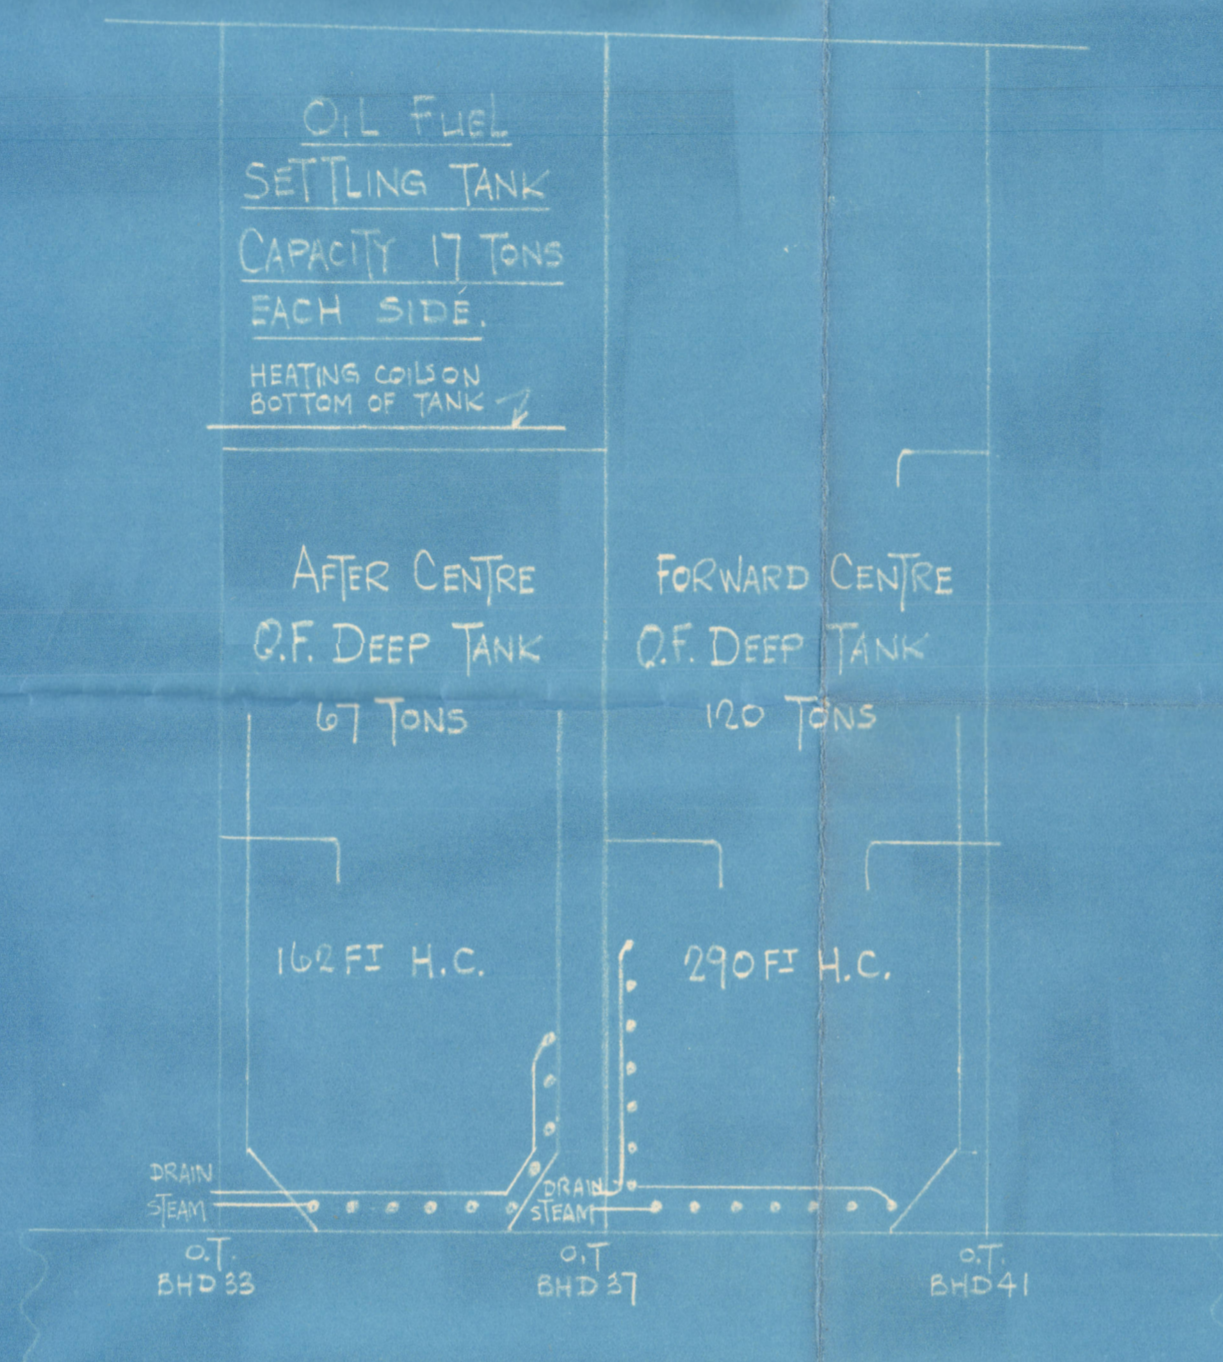 OIL FUEL
SETTLING TANK
CAPACITY 17 TONS
EACH SIDE.
HEATING COILS ON
BOTTOM OF TANK
AFTER CENTRE
O.F. DEEP TANK
67 TONS
FORWARD CENTRE
O.F. DEEP TANK
120 TONS
162 FT H.C.
290 FT H.C.
DRAIN
STEAM
DRAIN
STEAM
O.T.
BHD 33
O.T
BHD 37
O.T.
BHD 41